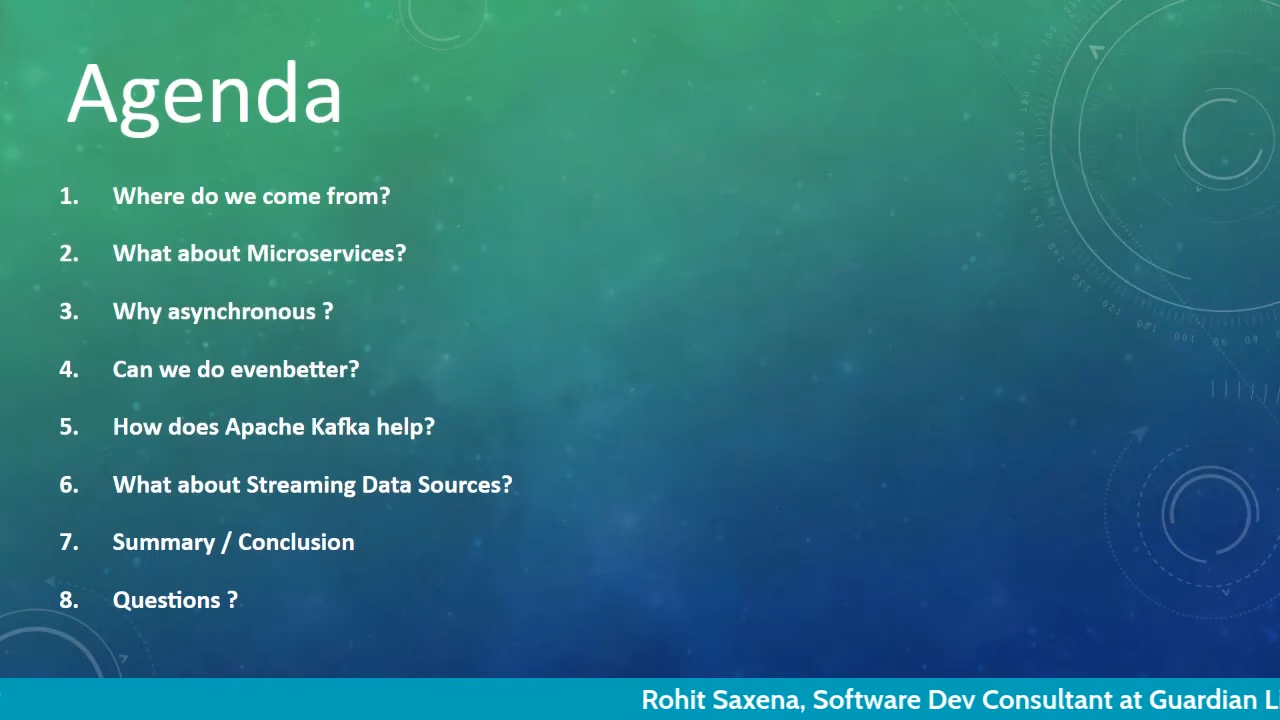 Agenda
1. Where do we come from?
2. What about Microservices?
3. Why asynchronous ?
4. Can we do evenbetter?
5. How does Apache Kafka help?
6. What about Streaming Data Sources?
7. Summary / Conclusion
8. Questions ?
Rohit Saxena, Software Dev Consultant at Guardian